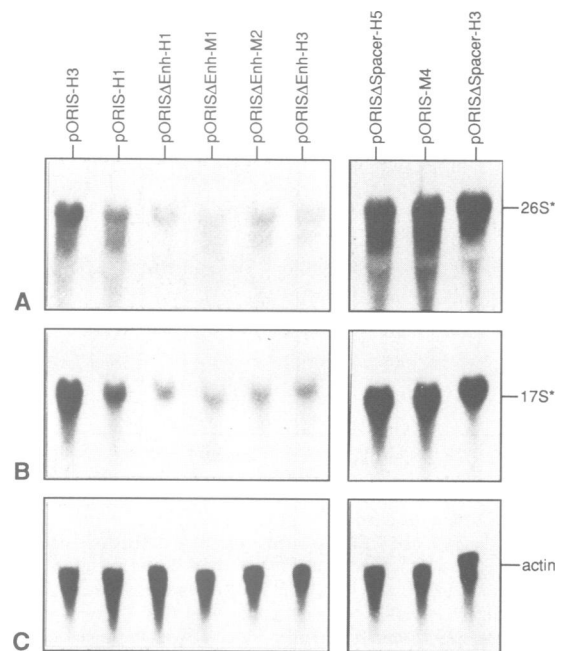 pORIS-H3
pORIS-H1
pORISΔEnh-H1
pORISΔEnh-M1
pORISΔEnh-M2
pORISΔEnh-H3
pORISΔSpacer-H5
pORIS-M4
pORISΔSpacer-H3
26S*
A
17S*
B
actin
C